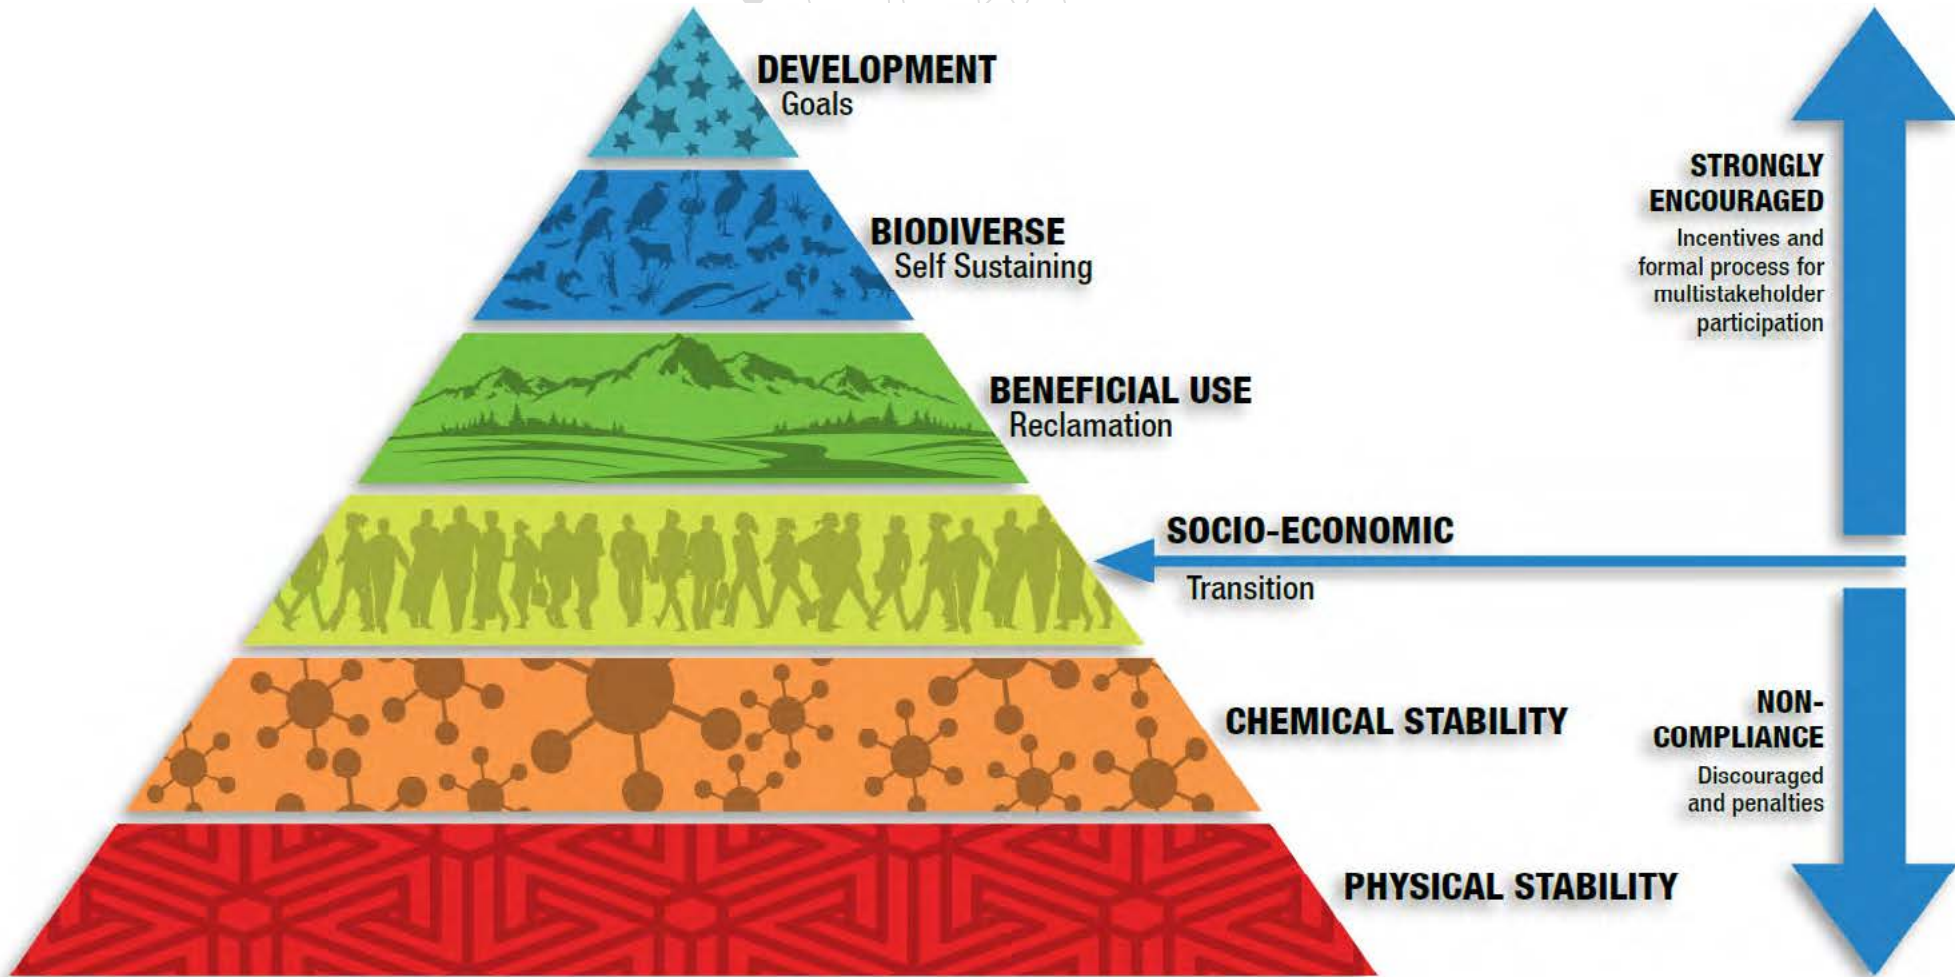 DEVELOPMENT
Goals
BIODIVERSE
Self Sustaining
BENEFICIAL USE
Reclamation
SOCIO-ECONOMIC
Transition
CHEMICAL STABILITY
PHYSICAL STABILITY
STRONGLY
ENCOURAGED
Incentives and
formal process for
multistakeholder
participation
NON-
COMPLIANCE
Discouraged
and penalties